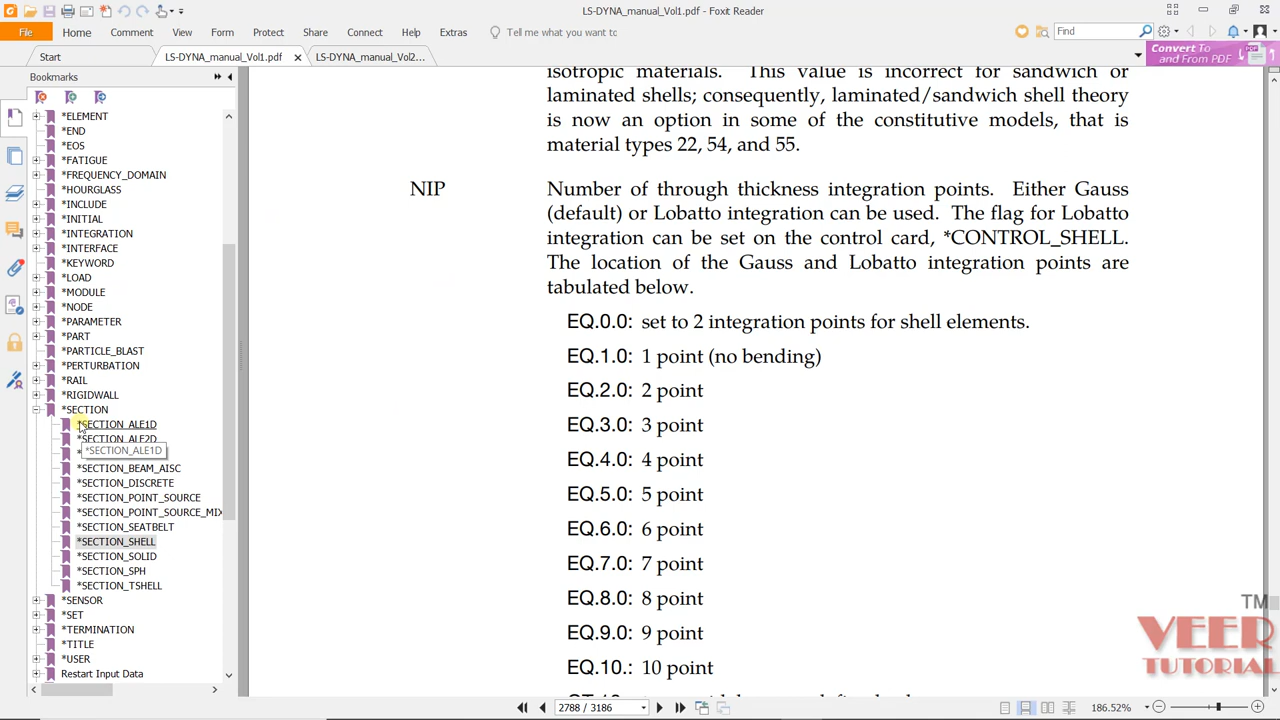 LS-DYNA_manual_Vol1.pdf - Foxit Reader
File
Home
Comment
View
Form
Protect
Share
Connect
Help
Extras
Tell me what you want to
Find
Start
LS-DYNA_manual_Vol1.pdf
LS-DYNA_manual_Vol2...
Convert To
and From PDF
Bookmarks
*ELEMENT
*END
*EOS
*FATIGUE
*FREQUENCY_DOMAIN
*HOURGLASS
*INCLUDE
*INITIAL
*INTEGRATION
*INTERFACE
*KEYWORD
*LOAD
*MODULE
*NODE
*PARAMETER
*PART
*PARTICLE_BLAST
*PERTURBATION
*RAIL
*RIGIDWALL
*SECTION
*SECTION_ALE1D
*SECTION_ALE2D
*SECTION_ALE1D
*SECTION_BEAM_AISC
*SECTION_DISCRETE
*SECTION_POINT_SOURCE
*SECTION_POINT_SOURCE_MIX
*SECTION_SEATBELT
*SECTION_SHELL
*SECTION_SOLID
*SECTION_SPH
*SECTION_TSHELL
*SENSOR
*SET
*TERMINATION
*TITLE
*USER
Restart Input Data
isotropic materials. This value is incorrect for sandwich or
laminated shells; consequently, laminated/sandwich shell theory
is now an option in some of the constitutive models, that is
material types 22, 54, and 55.
NIP
Number of through thickness integration points. Either Gauss
(default) or Lobatto integration can be used. The flag for Lobatto
integration can be set on the control card, *CONTROL_SHELL.
The location of the Gauss and Lobatto integration points are
tabulated below.
EQ.0.0: set to 2 integration points for shell elements.
EQ.1.0: 1 point (no bending)
EQ.2.0: 2 point
EQ.3.0: 3 point
EQ.4.0: 4 point
EQ.5.0: 5 point
EQ.6.0: 6 point
EQ.7.0: 7 point
EQ.8.0: 8 point
EQ.9.0: 9 point
EQ.10.: 10 point
TM
VEER
TUTORIAL
2788 / 3186
186.52%